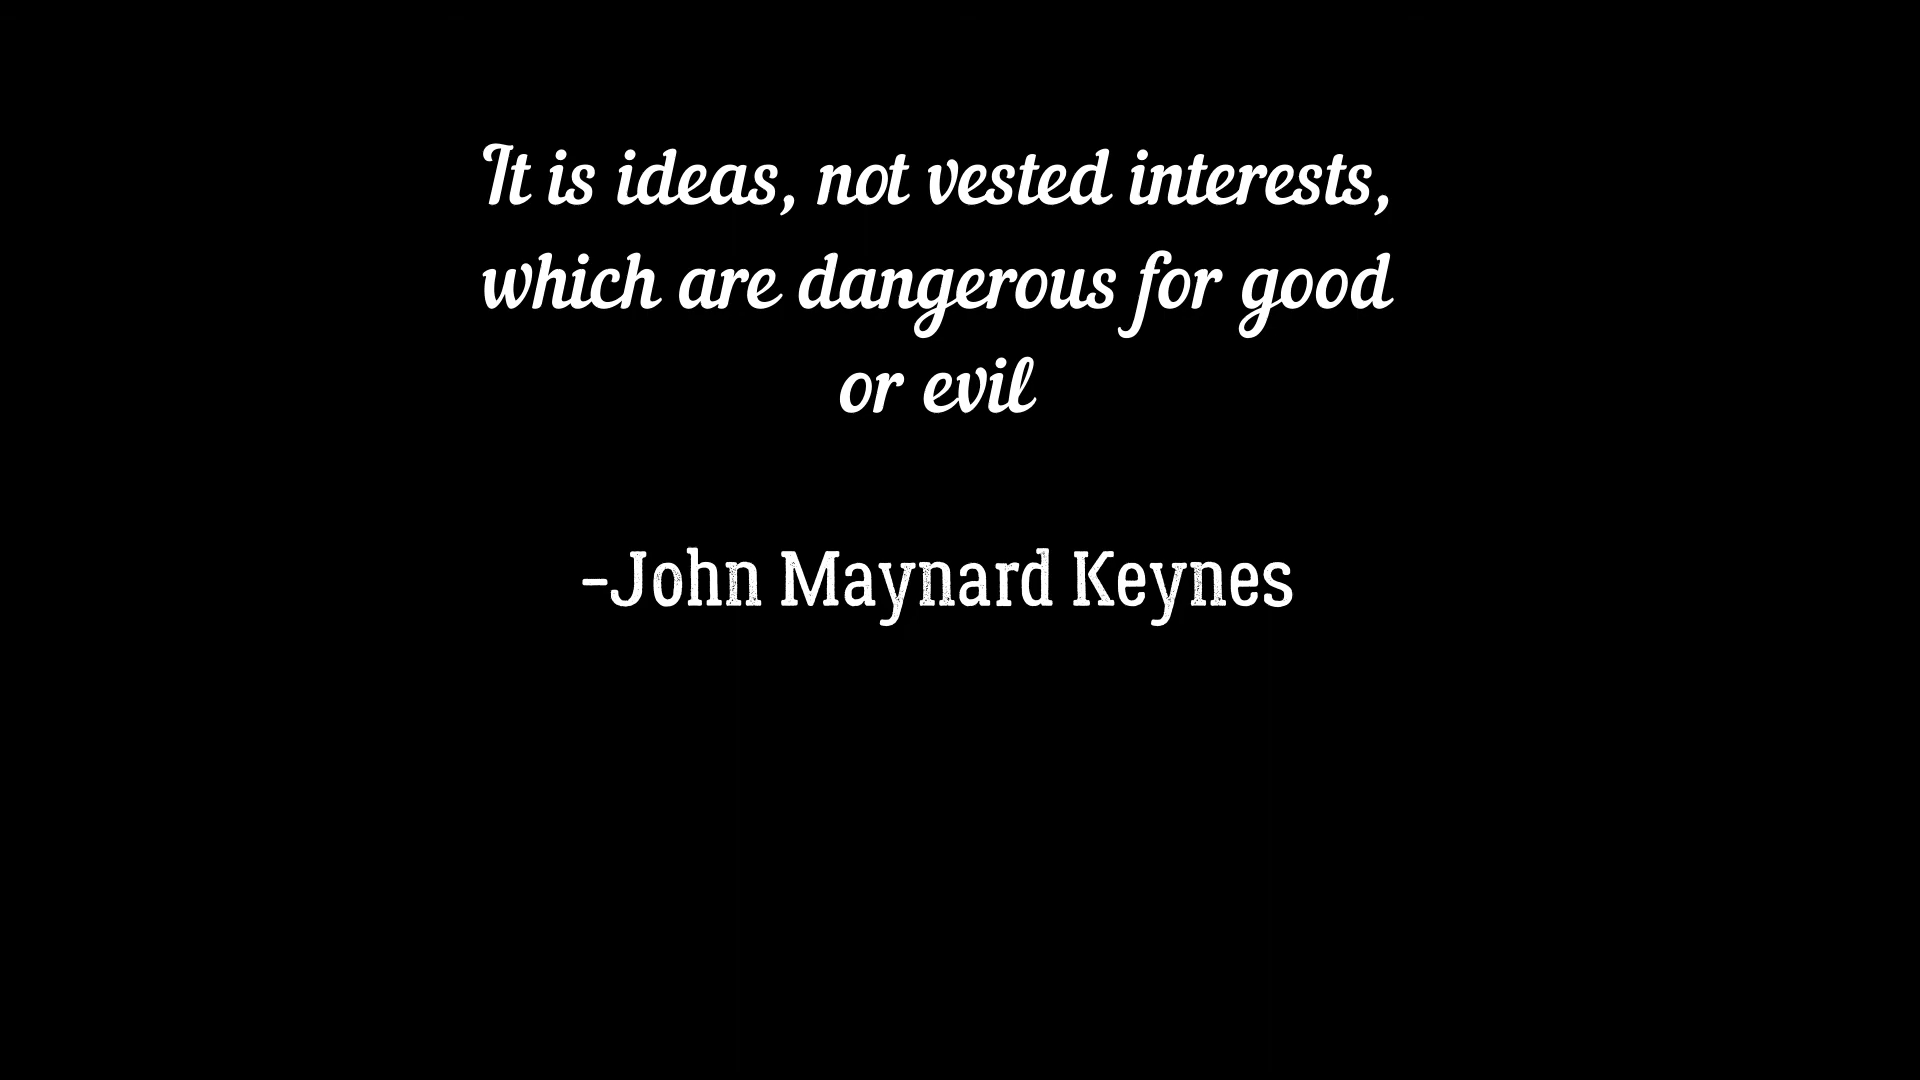 It is ideas, not vested interests,
which are dangerous for good
or evil
-John Maynard Keynes